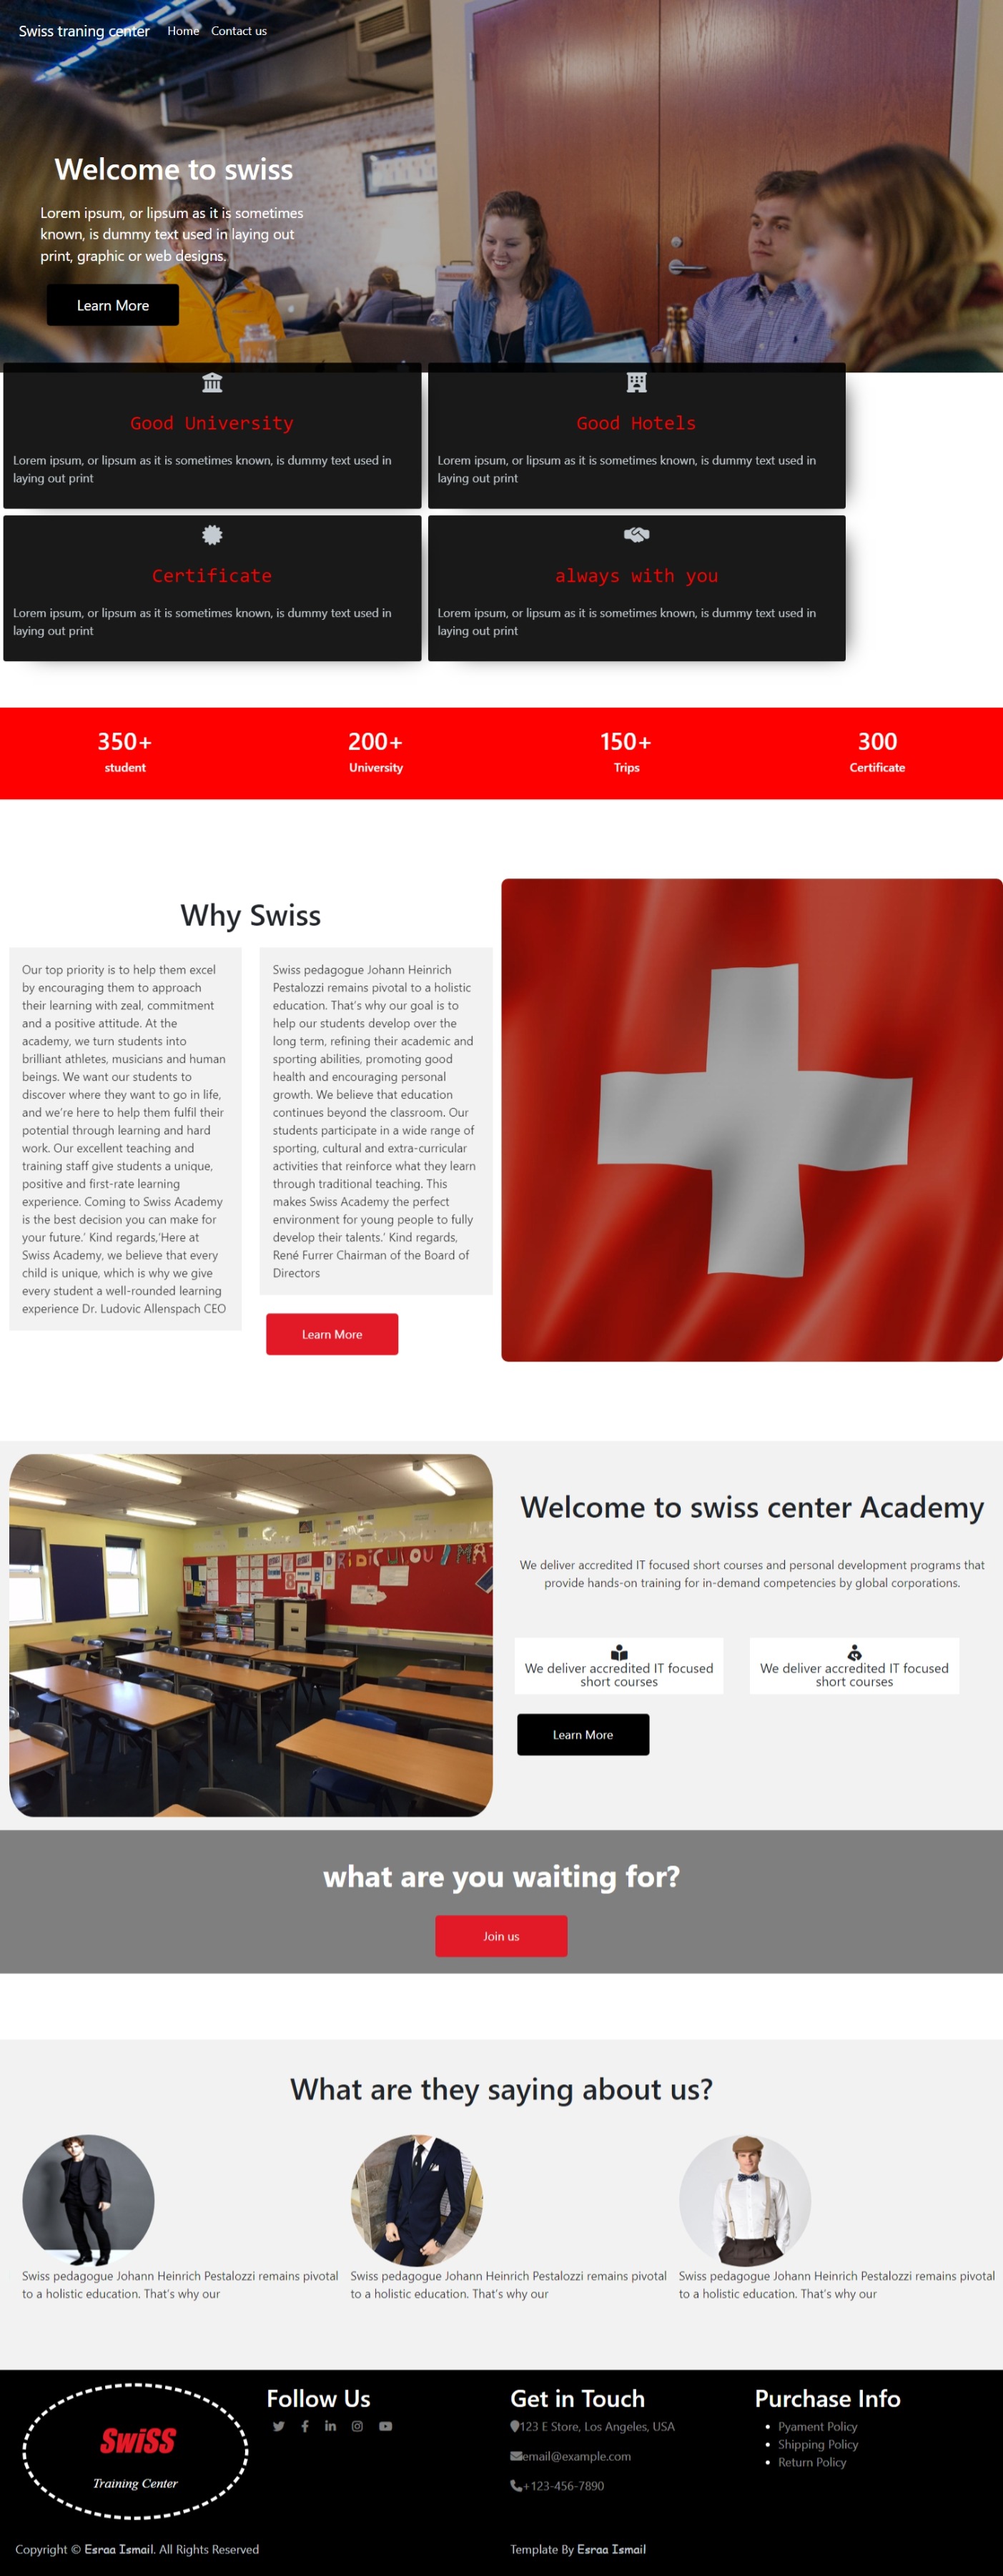 Swiss traning center Home Contact us
Welcome to swiss
Lorem ipsum, or lipsum as it is sometimes
known, is dummy text used in laying out
print, graphic or web designs.
Learn More
Good University
Lorem ipsum, or lipsum as it is sometimes known, is dummy text used in
laying out print
Good Hotels
Lorem ipsum, or lipsum as it is sometimes known, is dummy text used in
laying out print
Certificate
Lorem ipsum, or lipsum as it is sometimes known, is dummy text used in
laying out print
always with you
Lorem ipsum, or lipsum as it is sometimes known, is dummy text used in
laying out print
350+
student
200+
University
150+
Trips
300
Certificate
Why Swiss
Our top priority is to help them excel
by encouraging them to approach
their learning with zeal, commitment
and a positive attitude. At the
academy, we turn students into
brilliant athletes, musicians and human
beings. We want our students to
discover where they want to go in life,
and we're here to help them fulfil their
potential through learning and hard
work. Our excellent teaching and
training staff give students a unique,
positive and first-rate learning
experience. Coming to Swiss Academy
is the best decision you can make for
your future.' Kind regards,'Here at
Swiss Academy, we believe that every
child is unique, which is why we give
every student a well-rounded learning
experience Dr. Ludovic Allenspach CEO
Swiss pedagogue Johann Heinrich
Pestalozzi remains pivotal to a holistic
education. That's why our goal is to
help our students develop over the
long term, refining their academic and
sporting abilities, promoting good
health and encouraging personal
growth. We believe that education
continues beyond the classroom. Our
students participate in a wide range of
sporting, cultural and extra-curricular
activities that reinforce what they learn
through traditional teaching. This
makes Swiss Academy the perfect
environment for young people to fully
develop their talents.' Kind regards,
René Furrer Chairman of the Board of
Directors
Learn More
Welcome to swiss center Academy
We deliver accredited IT focused short courses and personal development programs that
provide hands-on training for in-demand competencies by global corporations.
We deliver accredited IT focused
short courses
We deliver accredited IT focused
short courses
Learn More
what are you waiting for?
Join us
What are they saying about us?
Swiss pedagogue Johann Heinrich Pestalozzi remains pivotal
to a holistic education. That's why our
Swiss pedagogue Johann Heinrich Pestalozzi remains pivotal
to a holistic education. That's why our
Swiss pedagogue Johann Heinrich Pestalozzi remains pivotal
to a holistic education. That's why our
SwiSS
Training Center
Follow Us
Get in Touch
123 E Store, Los Angeles, USA
email@example.com
+123-456-7890
Purchase Info
Pyament Policy
Shipping Policy
Return Policy
Copyright © Esraa Ismail. All Rights Reserved
Template By Esraa Ismail